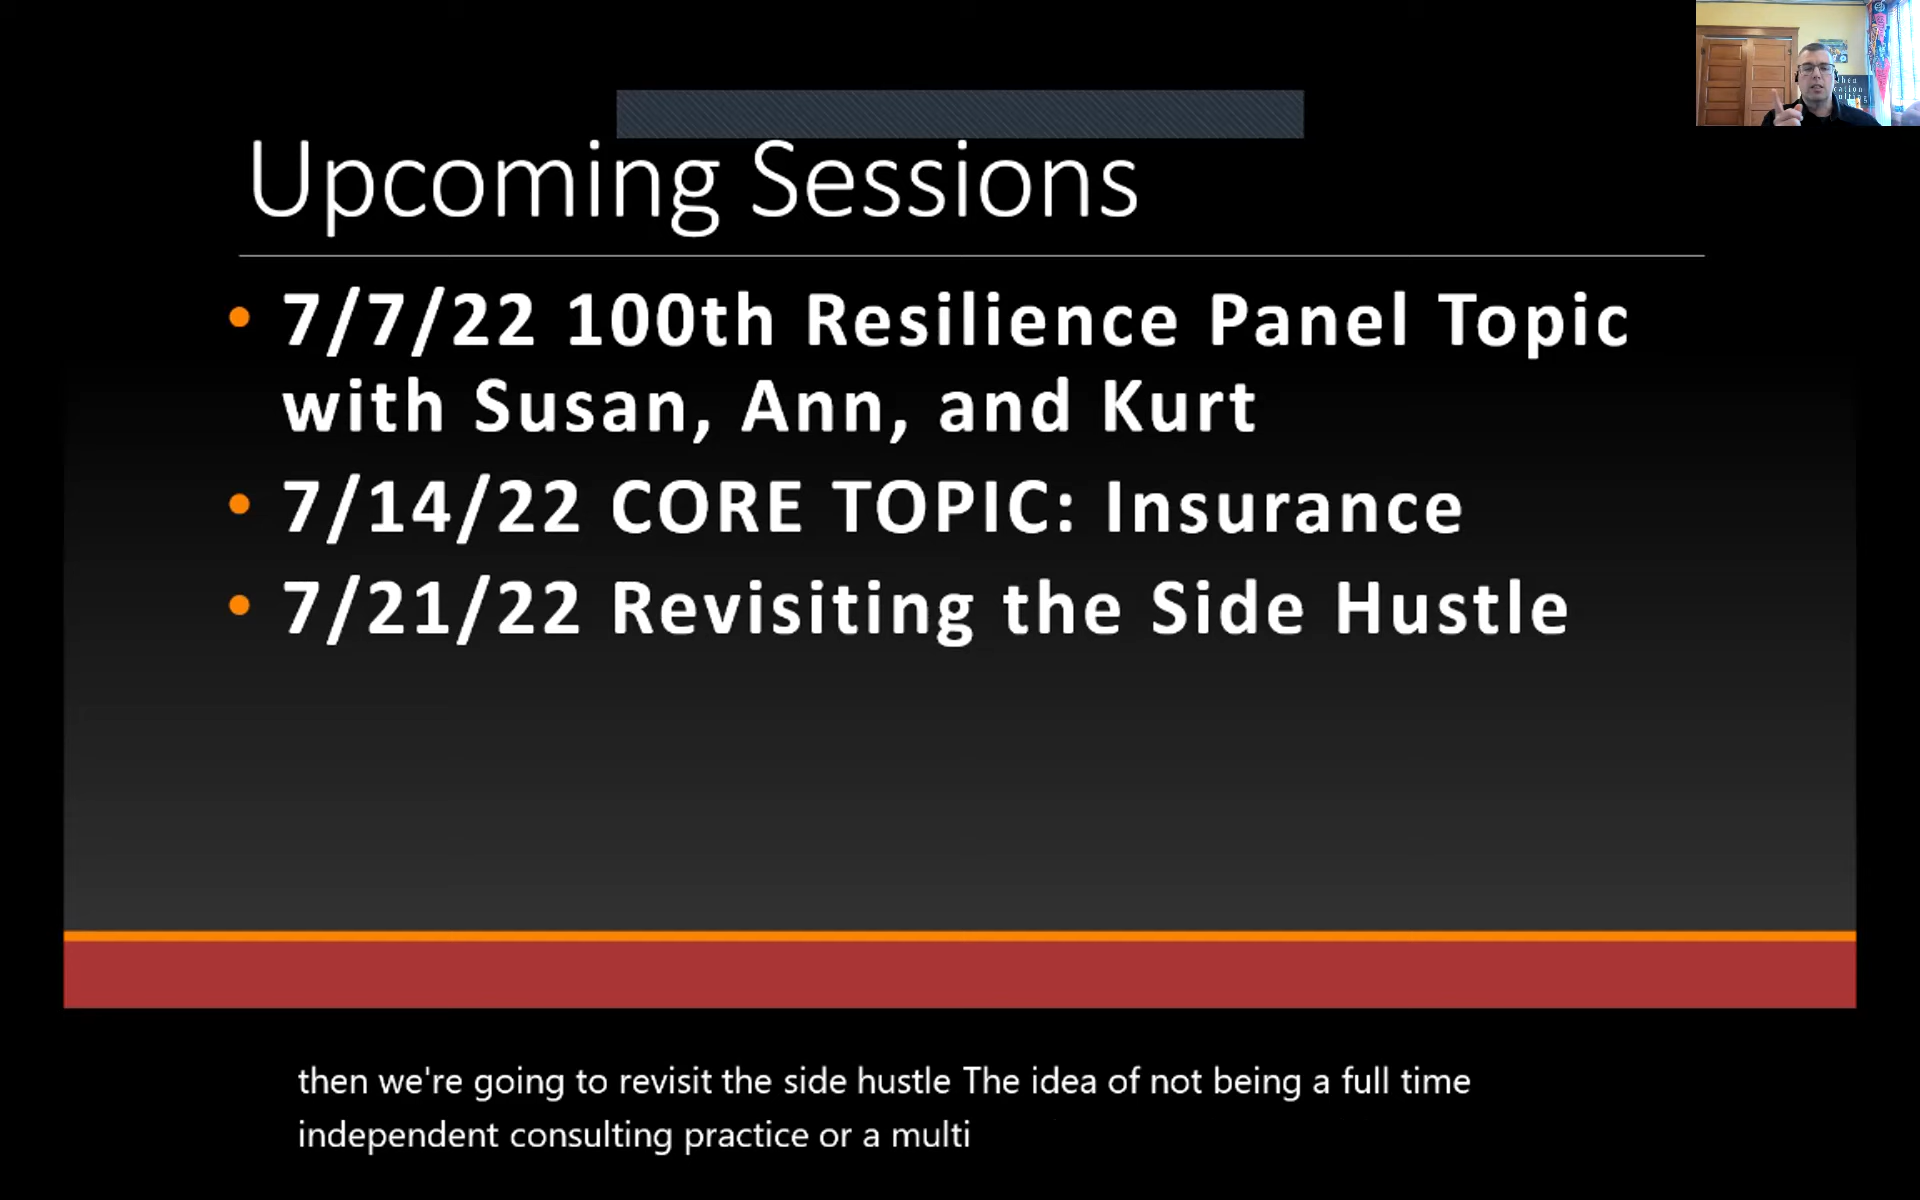 Upcoming Sessions
• 7/7/22 100th Resilience Panel Topic
with Susan, Ann, and Kurt
• 7/14/22 CORE TOPIC: Insurance
• 7/21/22 Revisiting the Side Hustle
then we're going to revisit the side hustle The idea of not being a full time
independent consulting practice or a multi